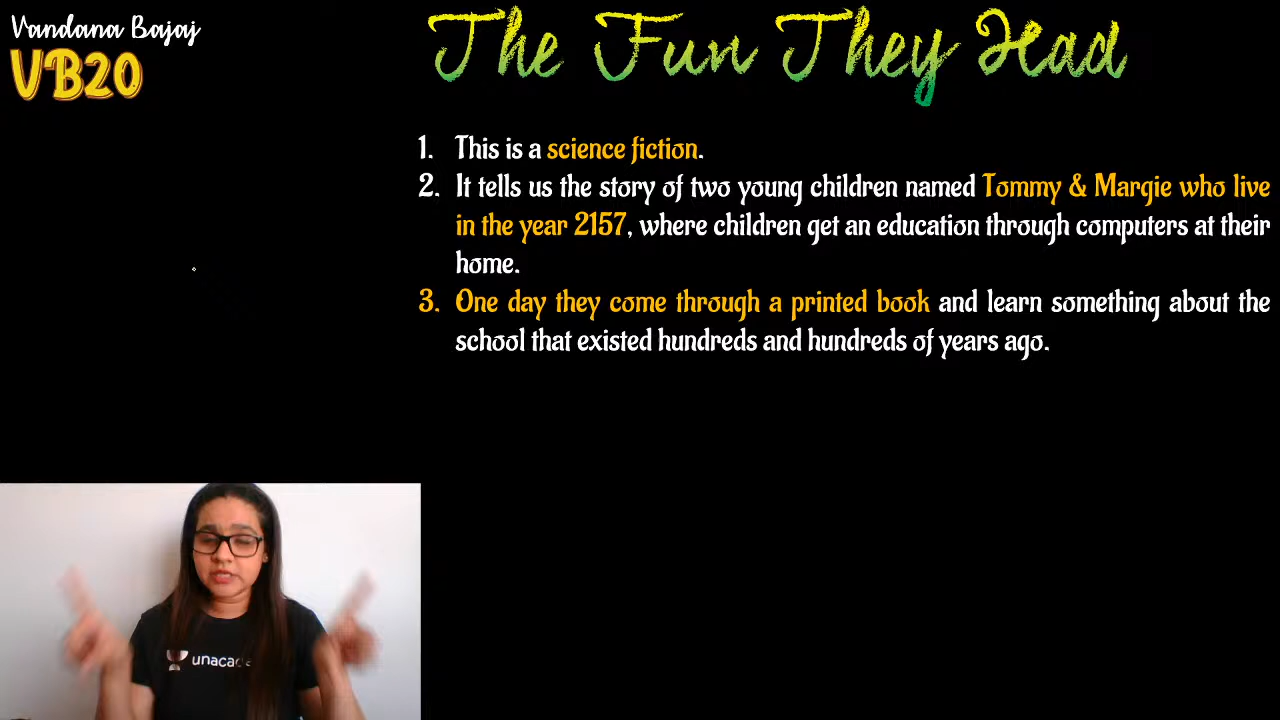 Vandana Bajaj
VB20
The Fun They Had
1. This is a science fiction.
2. It tells us the story of two young children named Tommy & Margie who live
in the year 2157, where children get an education through computers at their
home.
3. One day they come through a printed book and learn something about the
school that existed hundreds and hundreds of years ago.
unaca